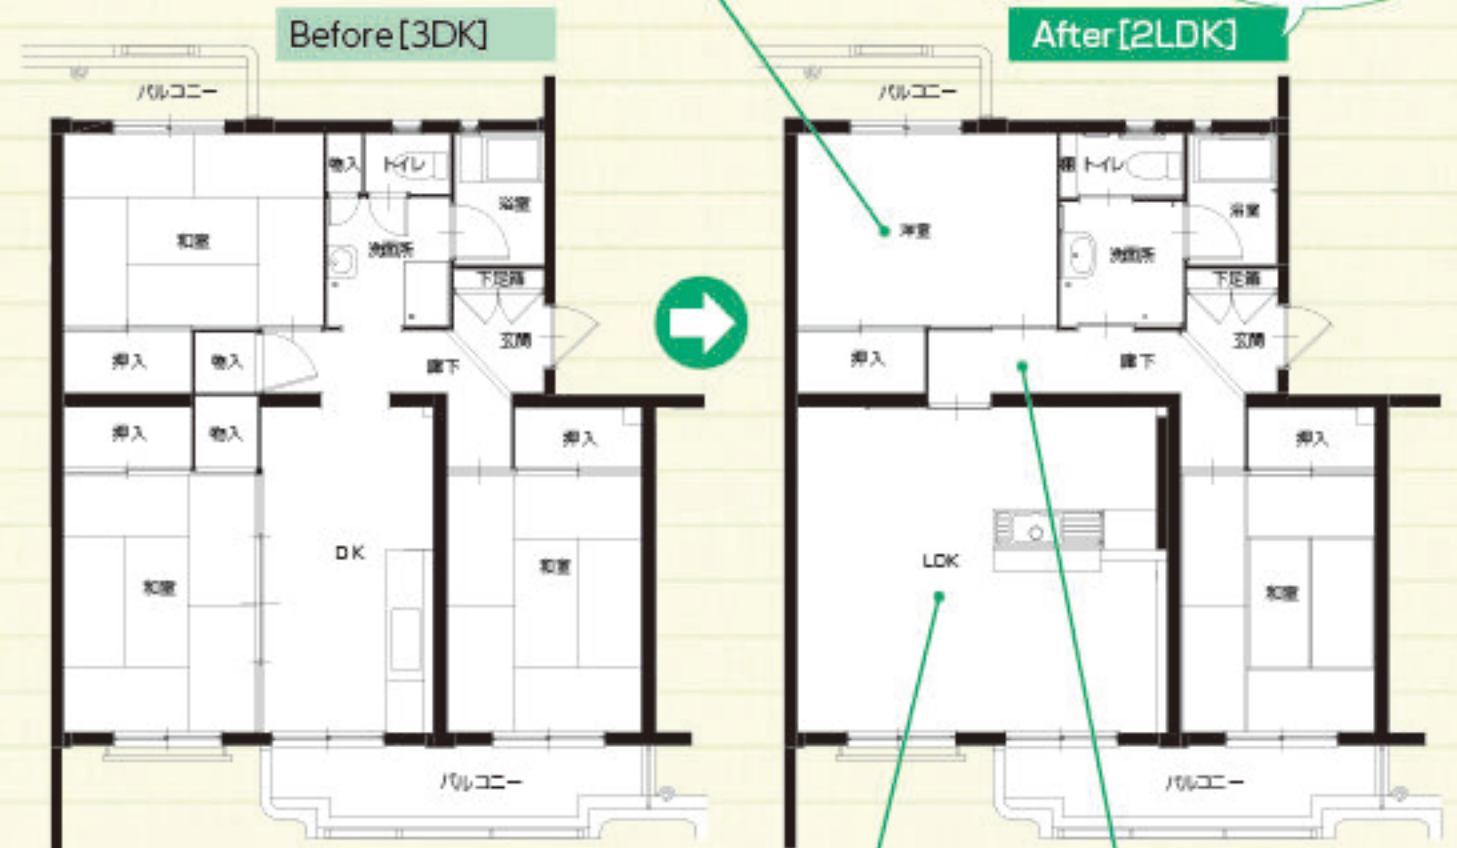 Before[3DK]
バルコニー
物入
トイレ
浴室
和室
洗面所
下足箱
玄関
押入
物入
廊下
押入
物入
押入
DK
和室
和室
バルコニー
After[2LDK]
バルコニー
棚
トイレ
洋室
浴室
洗面所
下足箱
玄関
押入
廊下
押入
LDK
和室
バルコニー